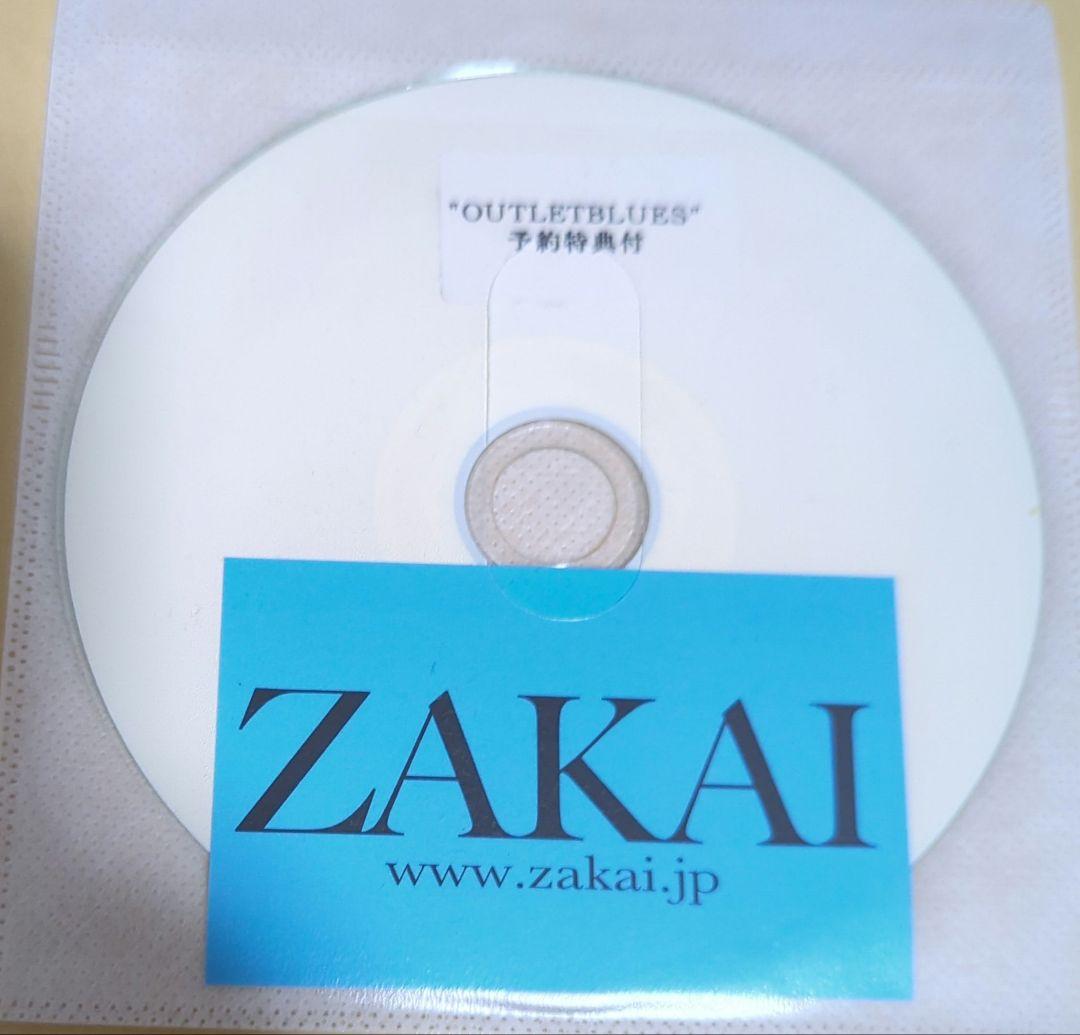 "OUTLETBLUES"
予約特典付
ZAKAI
www.zakai.jp